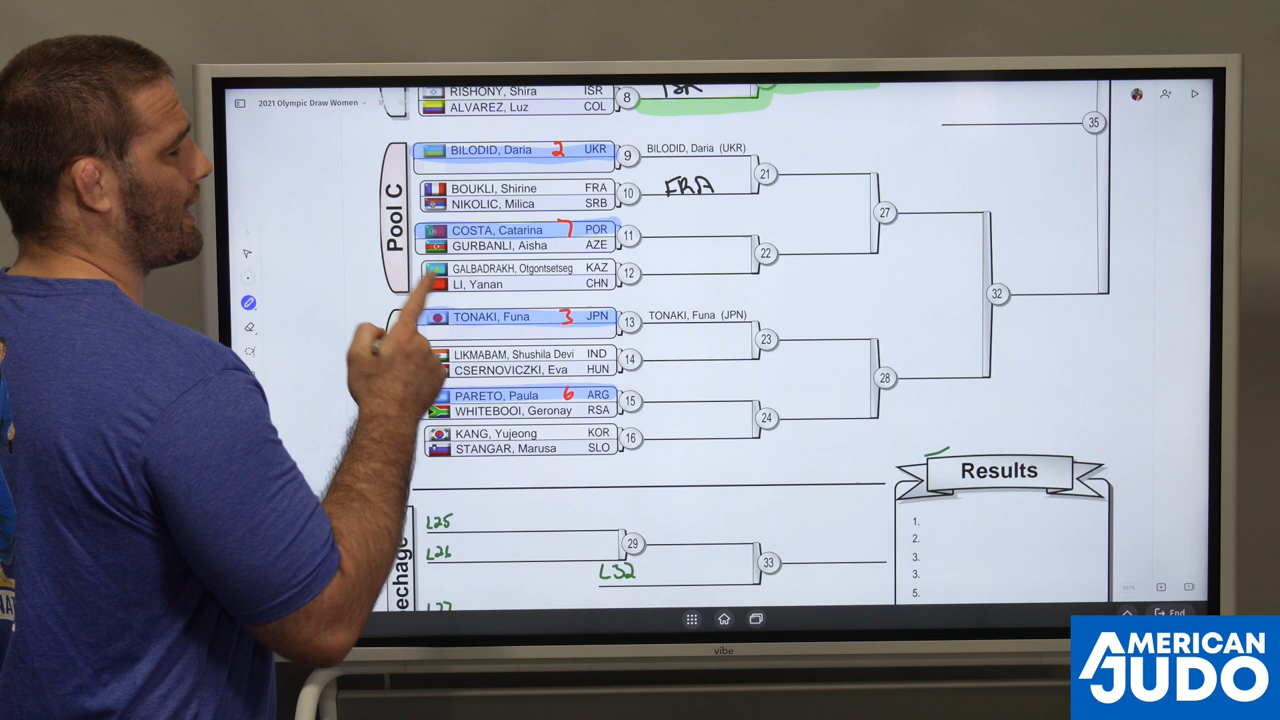 2021 Olympic Draw Women
RISHONY, Shira ISR
ALVAREZ, Luz COL
8
ISR
35
Pool C
BILODID, Daria 2 UKR
9
BILODID, Daria (UKR)
21
BOUKLI, Shirine FRA
NIKOLIC, Milica SRB
10
FRA
27
COSTA, Catarina 7 POR
GURBANLI, Aisha AZE
11
22
GALBADRAKH, Otgontsetseg KAZ
LI, Yanan CHN
12
32
TONAKI, Funa 3 JPN
13
TONAKI, Funa (JPN)
23
LIKMABAM, Shushila Devi IND
CSERNOVICZKI, Eva HUN
14
28
PARETO, Paula 6 ARG
WHITEBOOI, Geronay RSA
15
24
KANG, Yujeong KOR
STANGAR, Marusa SLO
16
Results
1.
2.
3.
3.
5.
echage
L25
L26
29
L32
33
L27
End
vibe
AMERICAN
JUDO